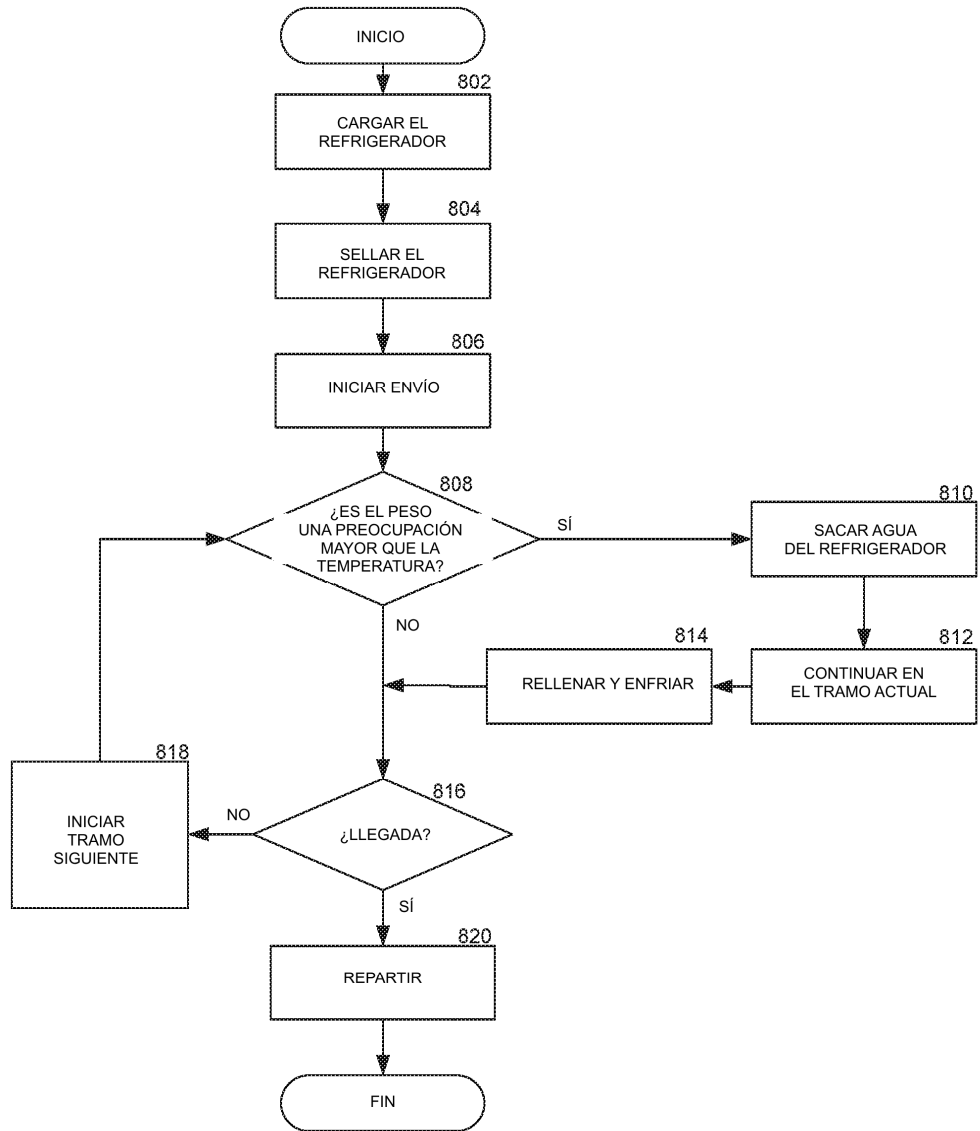 INICIO
802
CARGAR EL
REFRIGERADOR
804
SELLAR EL
REFRIGERADOR
806
INICIAR ENVÍO
808
¿ES EL PESO
UNA PREOCUPACIÓN
MAYOR QUE LA
TEMPERATURA?
SÍ
810
SACAR AGUA
DEL REFRIGERADOR
NO
814
RELLENAR Y ENFRIAR
812
CONTINUAR EN
EL TRAMO ACTUAL
818
INICIAR
TRAMO
SIGUIENTE
NO
816
¿LLEGADA?
SÍ
820
REPARTIR
FIN